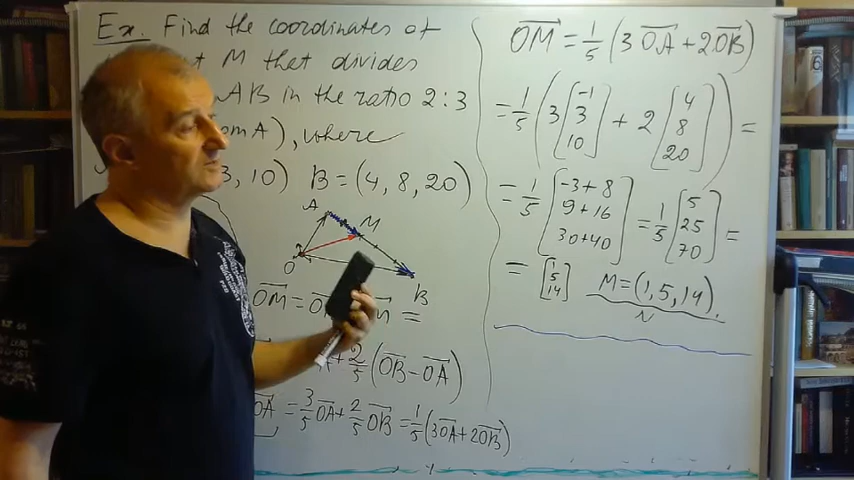 Ex. Find the coordinates of
M that divides
AB in the ratio 2:3
A), where
3, 10) B = (4, 8, 20)
A
M
O
B
OM =
=
+ 2/5 (OB - OA)
OA = 3/5 OA + 2/5 OB = 1/5 (3OA + 2OB)
OM = 1/5 (3 OA + 2 OB)
= 1/5 (3 [-1 3 10] + 2 [4 8 20]) =
= 1/5 [-3+8 9+16 30+40] = 1/5 [5 25 70] =
= [1 5 14] M = (1, 5, 14).